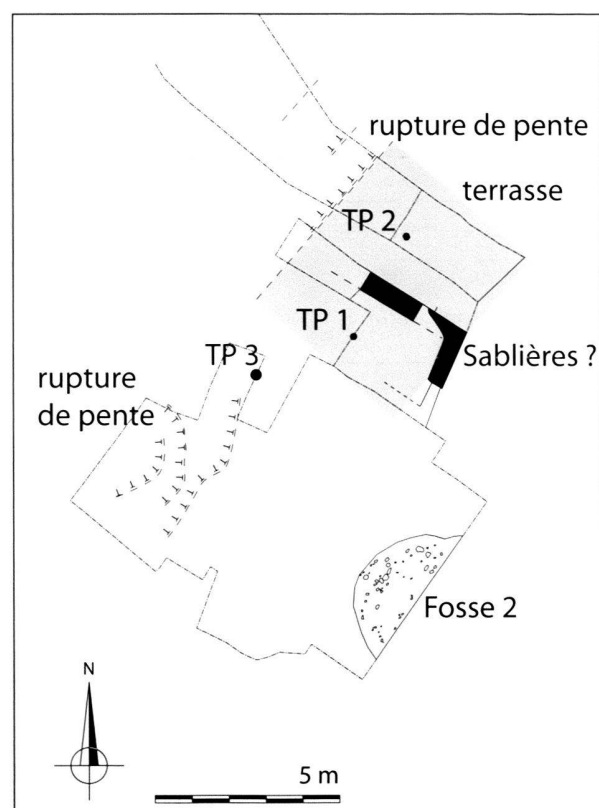 rupture de pente
terrasse
TP 2
TP 1
TP 3
Sablières ?
rupture
de pente
Fosse 2
N
5 m